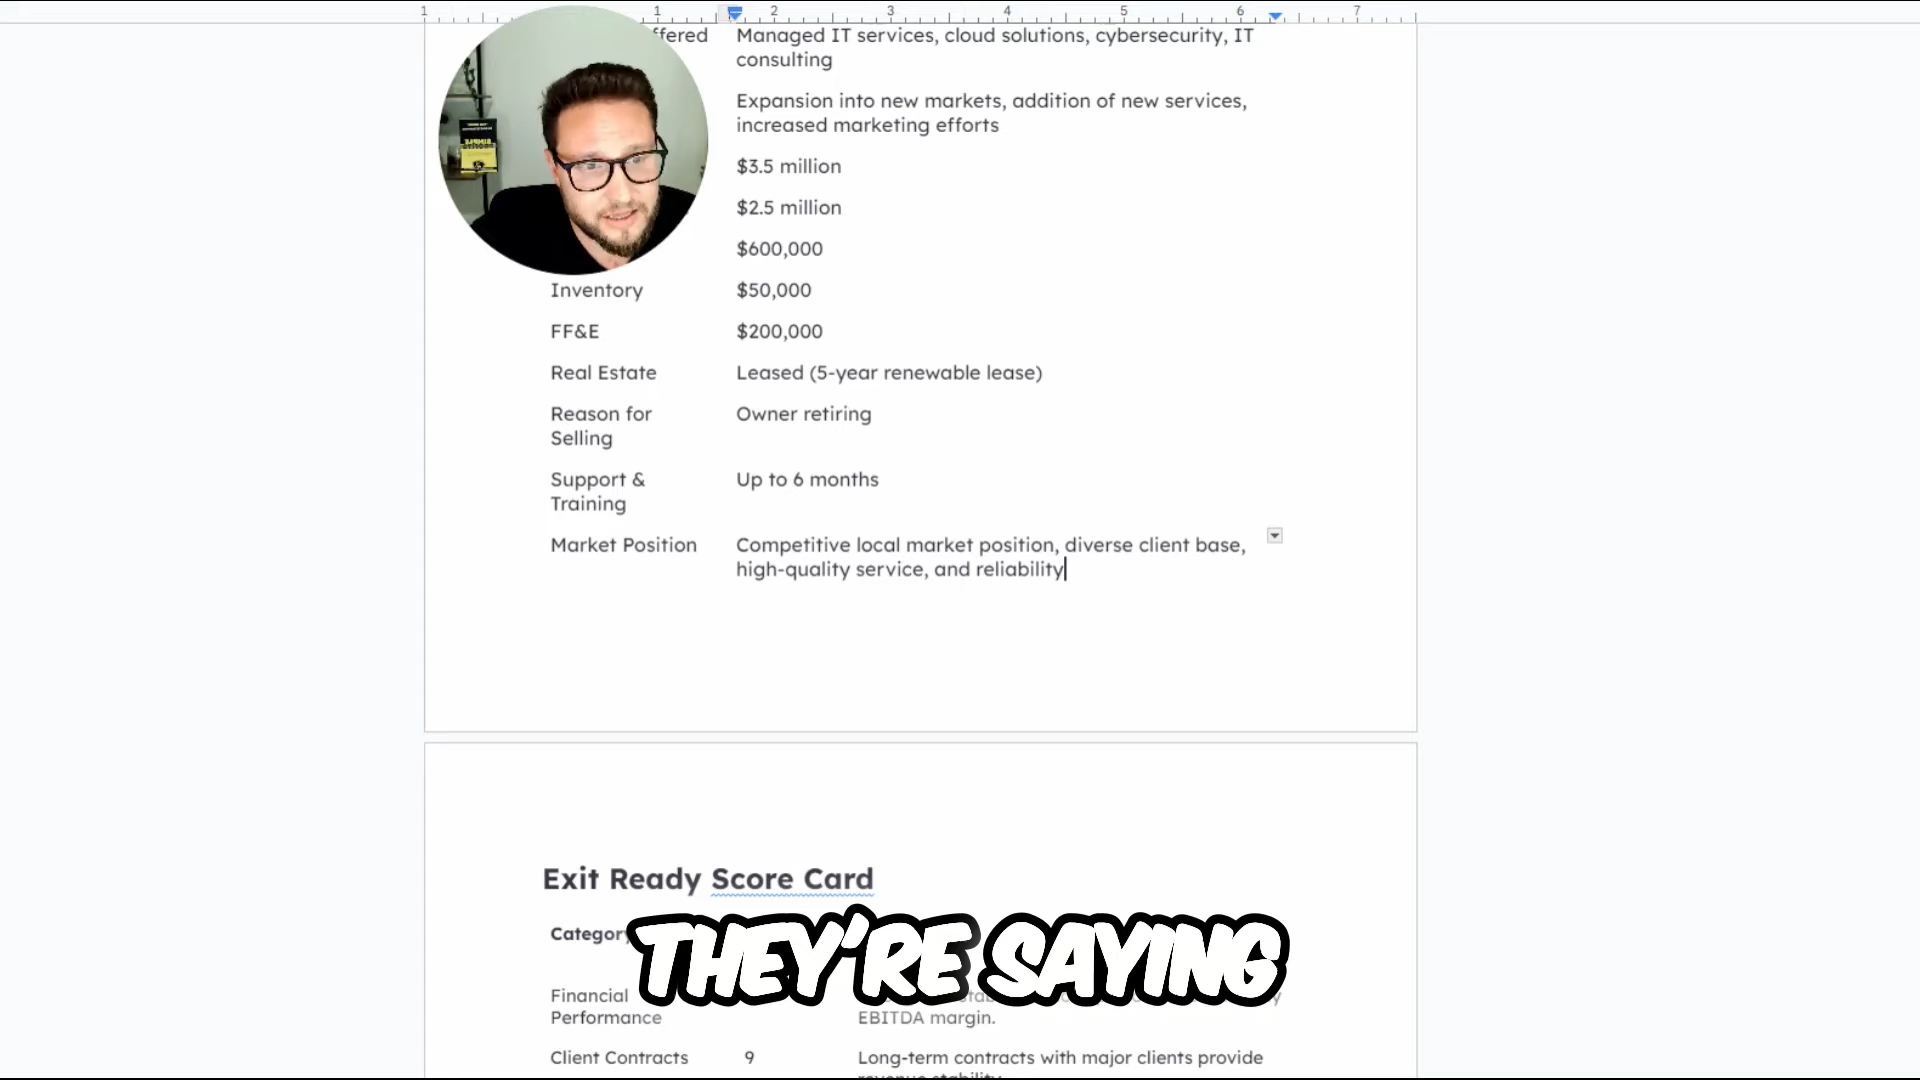 1 1 2 3 4 5 6 7
ffered Managed IT services, cloud solutions, cybersecurity, IT
consulting
Expansion into new markets, addition of new services,
increased marketing efforts
$3.5 million
$2.5 million
$600,000
Inventory $50,000
FF&E $200,000
Real Estate Leased (5-year renewable lease)
Reason for Owner retiring
Selling
Support & Up to 6 months
Training
Market Position Competitive local market position, diverse client base,
high-quality service, and reliability
Exit Ready Score Card
Category
THEY'RE SAYING
Financial
Performance EBITDA margin.
Client Contracts 9 Long-term contracts with major clients provide
revenue stability